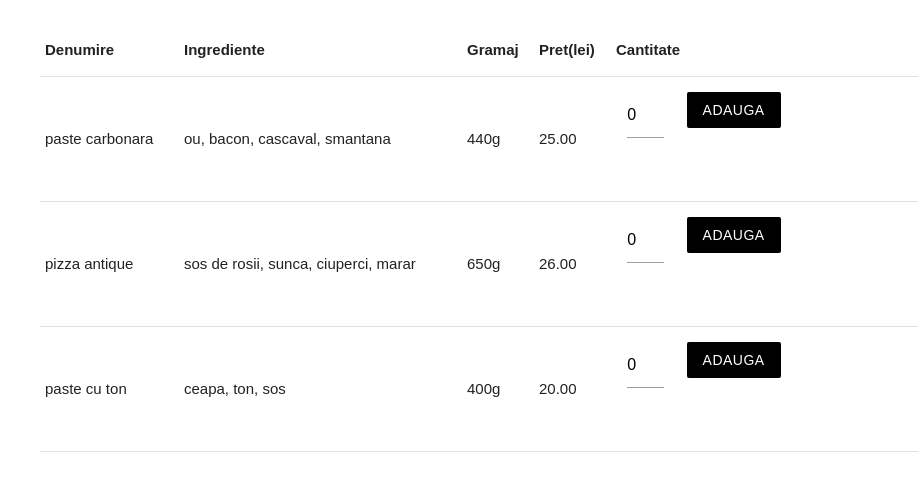 Denumire Ingrediente Gramaj Pret(lei) Cantitate
paste carbonara ou, bacon, cascaval, smantana 440g 25.00 0 ADAUGA
pizza antique sos de rosii, sunca, ciuperci, marar 650g 26.00 0 ADAUGA
paste cu ton ceapa, ton, sos 400g 20.00 0 ADAUGA